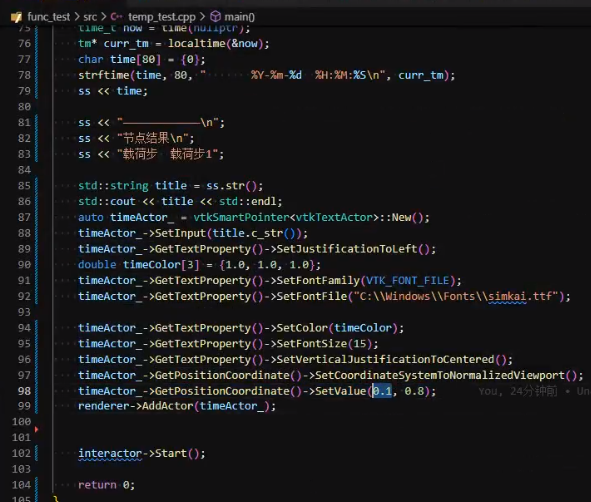 func_test > src > temp_test.cpp > main()
75 time_t now = time(nullptr);
76 tm* curr_tm = localtime(&now);
77 char time[80] = {0};
78 strftime(time, 80, "      %Y-%m-%d  %H:%M:%S\n", curr_tm);
79 ss << time;
80
81 ss << "———————————\n";
82 ss << "节点结果\n";
83 ss << "载荷步  载荷步1";
84
85 std::string title = ss.str();
86 std::cout << title << std::endl;
87 auto timeActor_ = vtkSmartPointer<vtkTextActor>::New();
88 timeActor_->SetInput(title.c_str());
89 timeActor_->GetTextProperty()->SetJustificationToLeft();
90 double timeColor[3] = {1.0, 1.0, 1.0};
91 timeActor_->GetTextProperty()->SetFontFamily(VTK_FONT_FILE);
92 timeActor_->GetTextProperty()->SetFontFile("C:\\Windows\\Fonts\\simkai.ttf");
93
94 timeActor_->GetTextProperty()->SetColor(timeColor);
95 timeActor_->GetTextProperty()->SetFontSize(15);
96 timeActor_->GetTextProperty()->SetVerticalJustificationToCentered();
97 timeActor_->GetPositionCoordinate()->SetCoordinateSystemToNormalizedViewport();
98 timeActor_->GetPositionCoordinate()->SetValue(0.1, 0.8); You, 24分钟前 • Un
99 renderer->AddActor(timeActor_);
100
101
102 interactor->Start();
103
104 return 0;
105 }